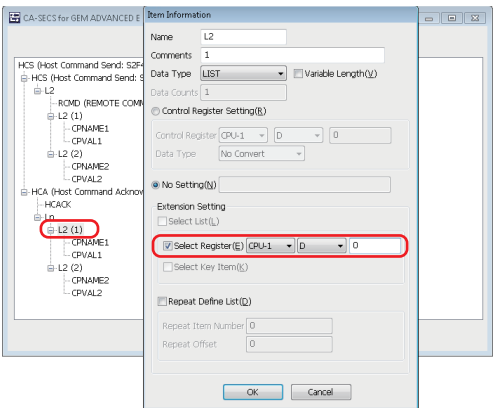 CA-SECS for GEM ADVANCED E
HCS (Host Command Send: S2F4
HCS (Host Command Send: S
L2
RCMD (REMOTE COMM
L2 (1)
CPNAME1
CPVAL1
L2 (2)
CPNAME2
CPVAL2
HCA (Host Command Acknow
HCACK
Ln
L2 (1)
CPNAME1
CPVAL1
L2 (2)
CPNAME2
CPVAL2
Item Information
Name L2
Comments 1
Data Type LIST Variable Length(V)
Data Counts 1
Control Register Setting(R)
Control Register CPU-1 D 0
Data Type No Convert
No Setting(N)
Extension Setting
Select List(L)
Select Register(E) CPU-1 D 0
Select Key Item(K)
Repeat Define List(D)
Repeat Item Number 0
Repeat Offset 0
OK Cancel